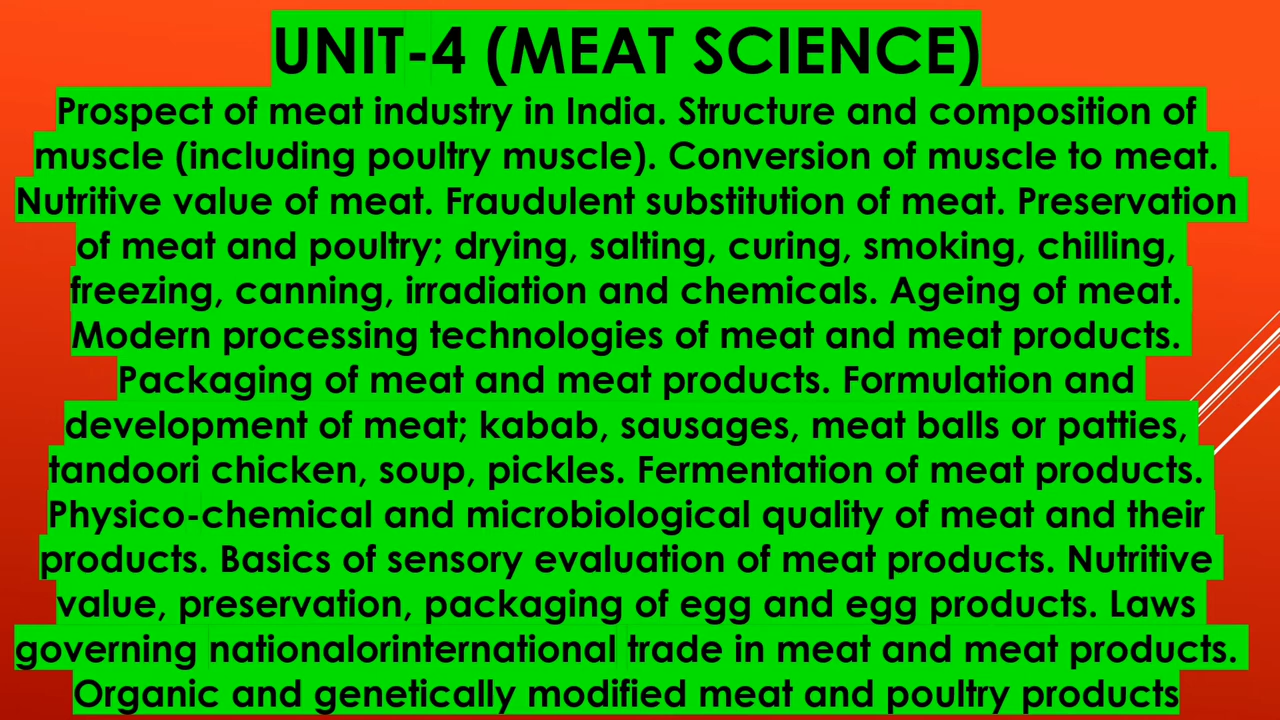 UNIT-4 (MEAT SCIENCE)
Prospect of meat industry in India. Structure and composition of
muscle (including poultry muscle). Conversion of muscle to meat.
Nutritive value of meat. Fraudulent substitution of meat. Preservation
of meat and poultry; drying, salting, curing, smoking, chilling,
freezing, canning, irradiation and chemicals. Ageing of meat.
Modern processing technologies of meat and meat products.
Packaging of meat and meat products. Formulation and
development of meat; kabab, sausages, meat balls or patties,
tandoori chicken, soup, pickles. Fermentation of meat products.
Physico-chemical and microbiological quality of meat and their
products. Basics of sensory evaluation of meat products. Nutritive
value, preservation, packaging of egg and egg products. Laws
governing nationalorinternational trade in meat and meat products.
Organic and genetically modified meat and poultry products